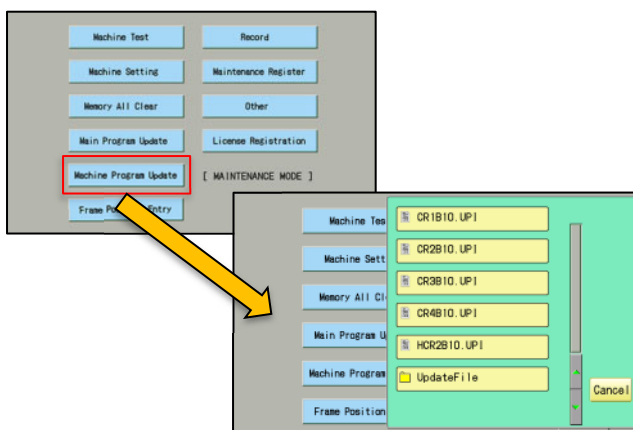 Machine Test
Record
Machine Setting
Maintenance Register
Memory All Clear
Other
Main Program Update
License Registration
Machine Program Update
[ MAINTENANCE MODE ]
Frame Po Entry
Machine Tes
Machine Sett
Memory All Cl
Main Program U
Machine Program
Frame Position
CR1B10.UPI
CR2B10.UPI
CR3B10.UPI
CR4B10.UPI
HCR2B10.UPI
UpdateFile
Cancel